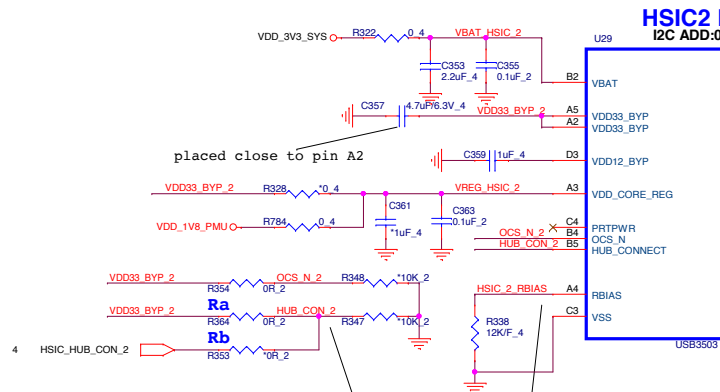 HSIC2
I2C ADD:0
U29
VDD_3V3_SYS
R322
0_4
VBAT_HSIC_2
C353
2.2uF_4
C355
0.1uF_2
B2
VBAT
C357
4.7uF/6.3V_4
VDD33_BYP_2
A5
VDD33_BYP
A2
VDD33_BYP
placed close to pin A2
C359
1uF_4
D3
VDD12_BYP
VDD33_BYP_2
R328
*0_4
VREG_HSIC_2
A3
VDD_CORE_REG
VDD_1V8_PMU
R784
0_4
C361
*1uF_4
C363
0.1uF_2
C4
PRTPWR
OCS_N_2
B4
OCS_N
HUB_CON_2
B5
HUB_CONNECT
VDD33_BYP_2
R354
0R_2
OCS_N_2
R348
*10K_2
HSIC_2_RBIAS
A4
RBIAS
Ra
VDD33_BYP_2
R364
0R_2
HUB_CON_2
R347
*10K_2
C3
VSS
R338
12K/F_4
Rb
4
HSIC_HUB_CON_2
R353
*0R_2
USB3503